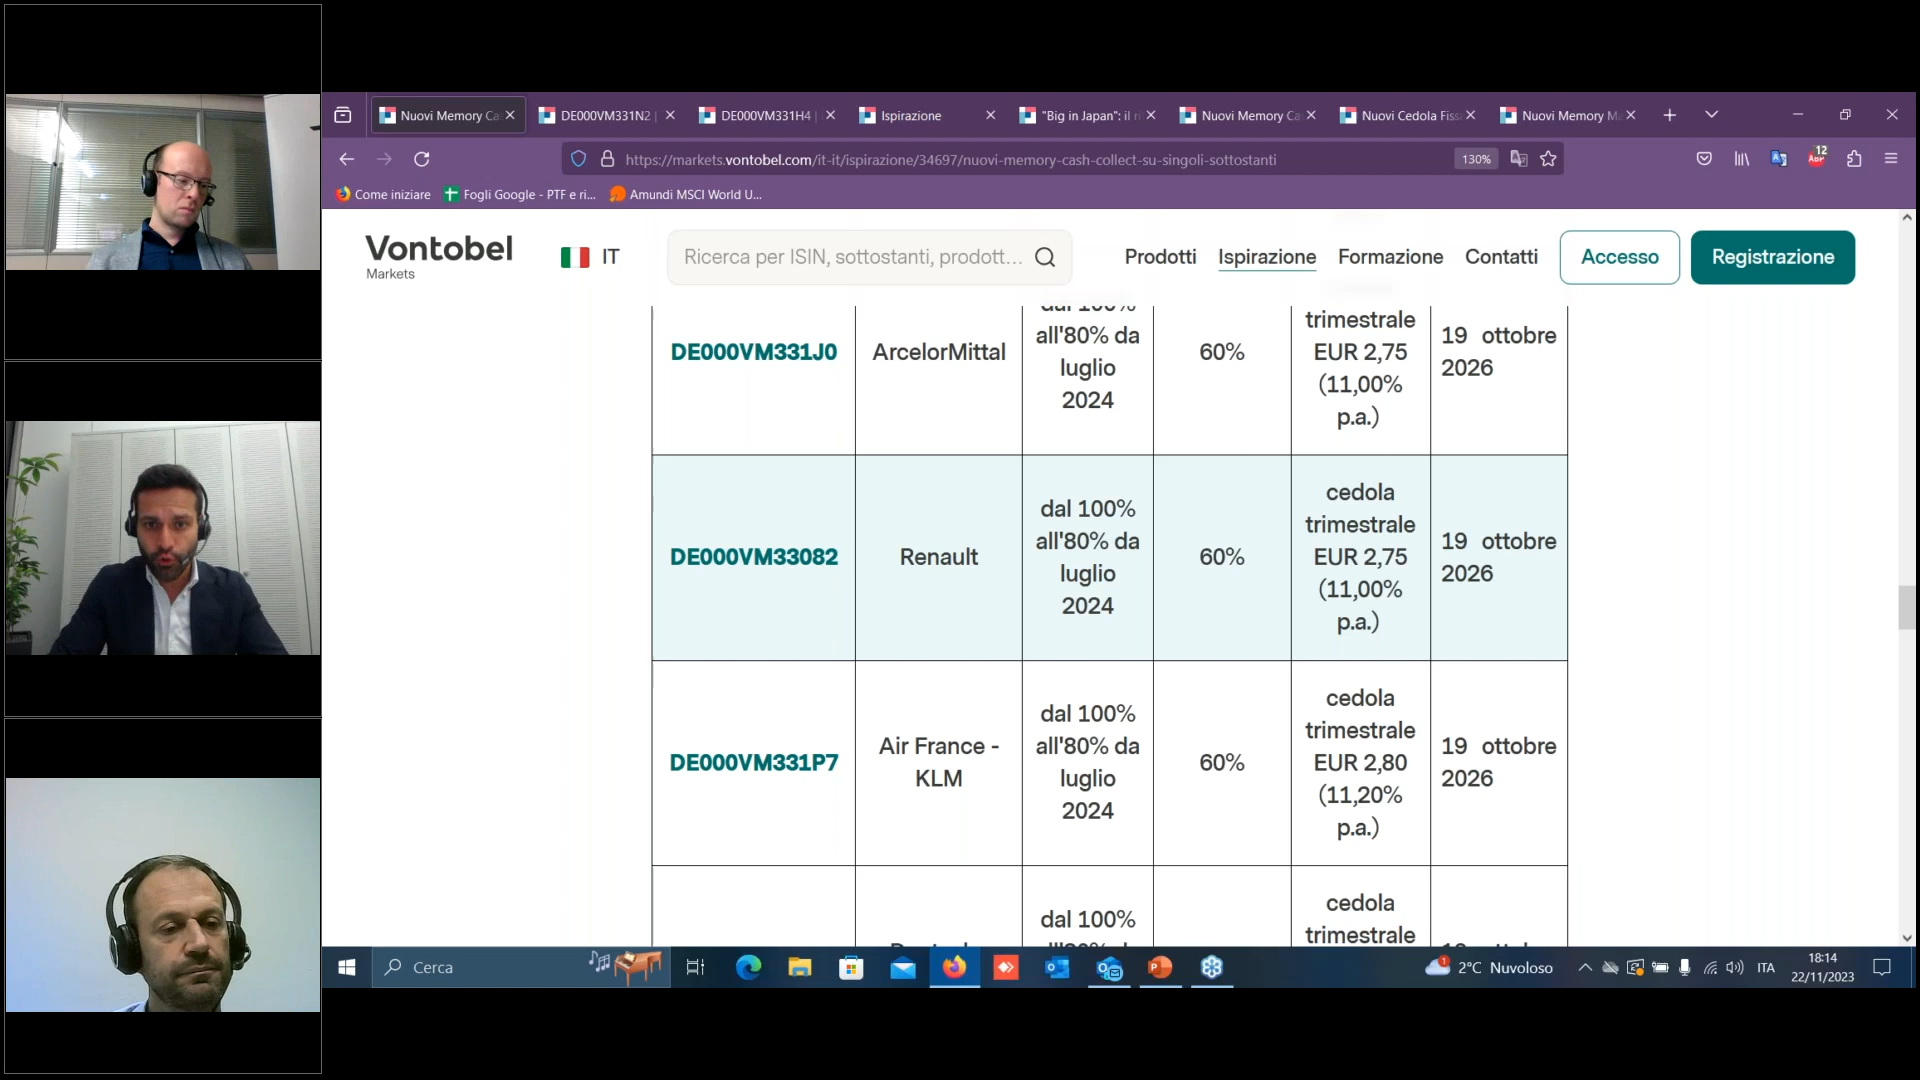 Nuovi Memory Ca
DE000VM331N2 |
DE000VM331H4 |
Ispirazione
"Big in Japan": il r
Nuovi Memory Ca
Nuovi Cedola Fiss
Nuovi Memory M
https://markets.vontobel.com/it-it/ispirazione/34697/nuovi-memory-cash-collect-su-singoli-sottostanti
130%
12
Come iniziare
Fogli Google - PTF e ri...
Amundi MSCI World U...
Vontobel
Markets
IT
Ricerca per ISIN, sottostanti, prodott...
Prodotti
Ispirazione
Formazione
Contatti
Accesso
Registrazione
DE000VM331J0
ArcelorMittal
dal 100%
all'80% da
luglio
2024
60%
trimestrale
EUR 2,75
(11,00%
p.a.)
19 ottobre
2026
DE000VM33082
Renault
dal 100%
all'80% da
luglio
2024
60%
cedola
trimestrale
EUR 2,75
(11,00%
p.a.)
19 ottobre
2026
DE000VM331P7
Air France -
KLM
dal 100%
all'80% da
luglio
2024
60%
cedola
trimestrale
EUR 2,80
(11,20%
p.a.)
19 ottobre
2026
dal 100%
cedola
trimestrale
Cerca
2°C Nuvoloso
ITA
18:14
22/11/2023